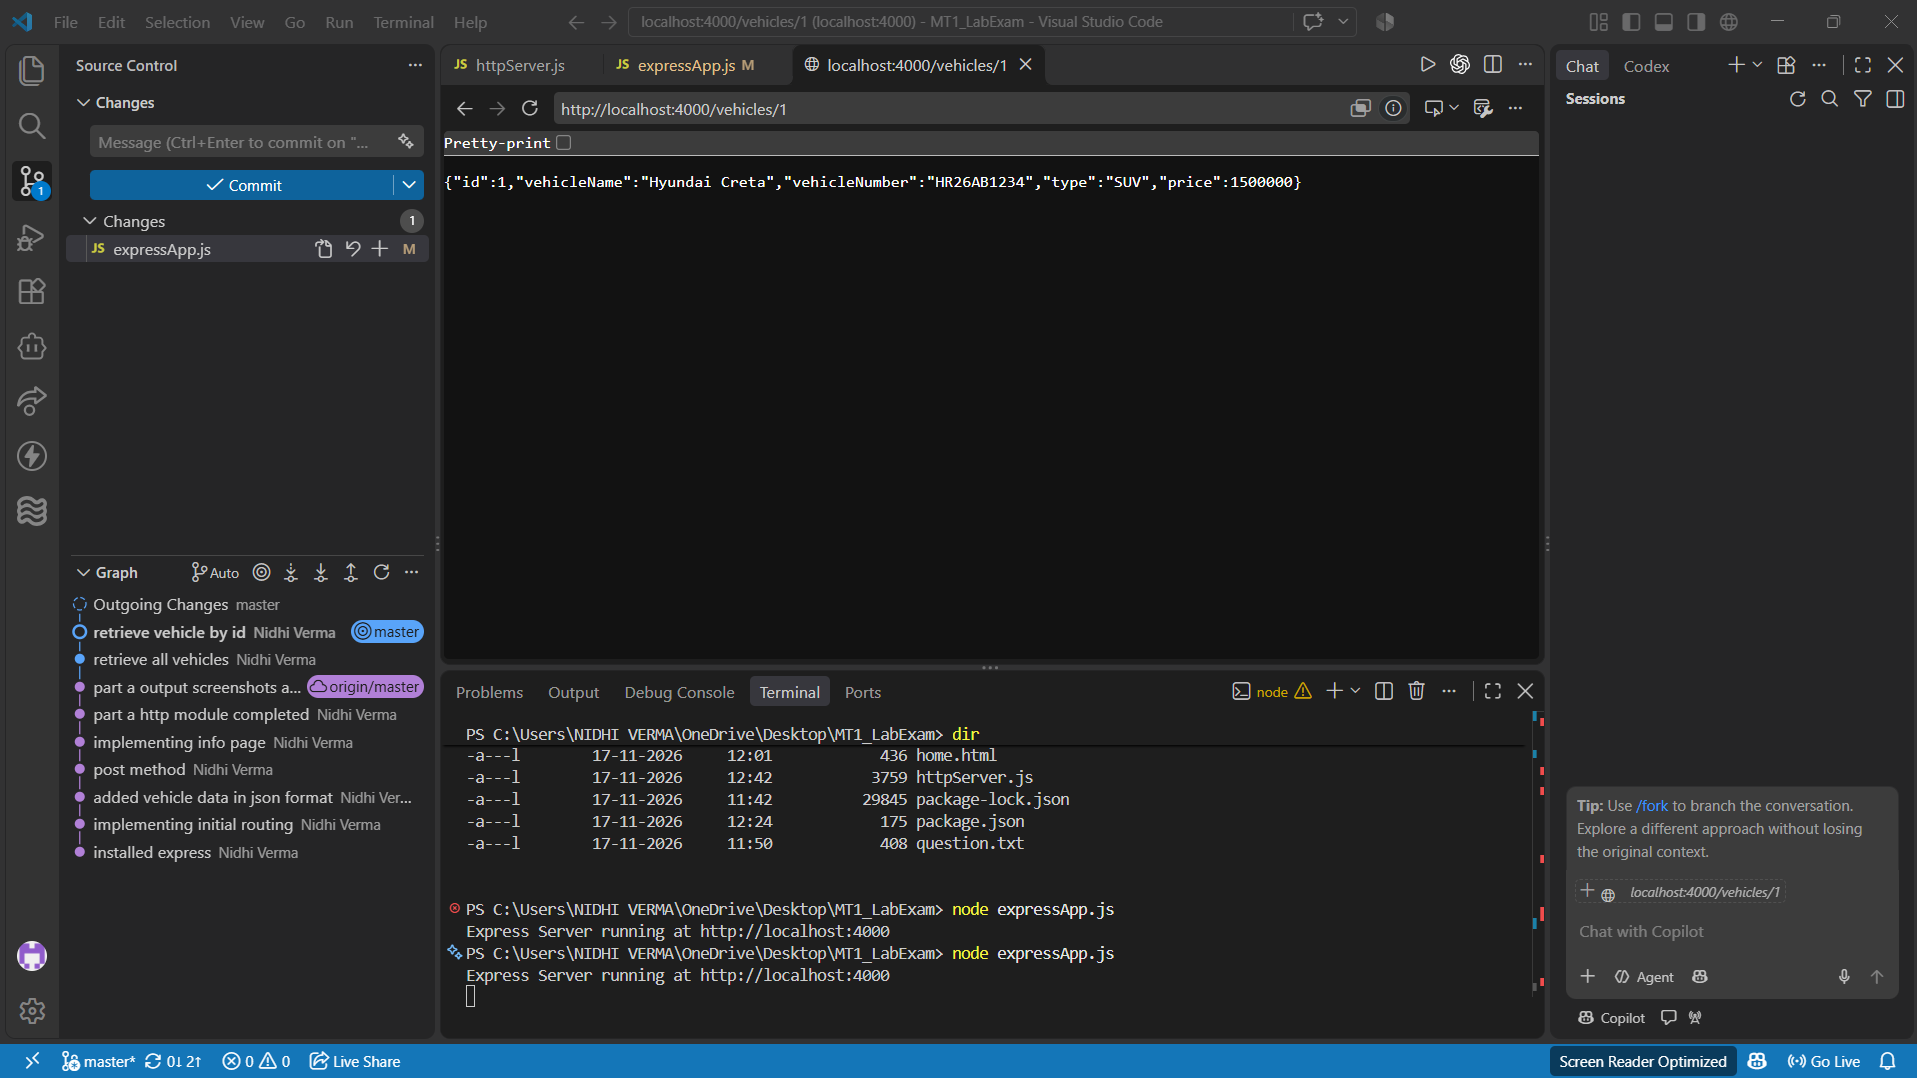 File Edit Selection View Go Run Terminal Help
localhost:4000/vehicles/1 (localhost:4000) - MT1_LabExam - Visual Studio Code
Source Control
Changes
Message (Ctrl+Enter to commit on "...
Commit
Changes 1
JS expressApp.js M
1
Graph Auto
Outgoing Changes master
retrieve vehicle by id Nidhi Verma master
retrieve all vehicles Nidhi Verma
part a output screenshots a... origin/master
part a http module completed Nidhi Verma
implementing info page Nidhi Verma
post method Nidhi Verma
added vehicle data in json format Nidhi Ver...
implementing initial routing Nidhi Verma
installed express Nidhi Verma
JS httpServer.js JS expressApp.js M localhost:4000/vehicles/1
http://localhost:4000/vehicles/1
Pretty-print
{"id":1,"vehicleName":"Hyundai Creta","vehicleNumber":"HR26AB1234","type":"SUV","price":1500000}
Problems Output Debug Console Terminal Ports node
PS C:\Users\NIDHI VERMA\OneDrive\Desktop\MT1_LabExam> dir
-a---l 17-11-2026 12:01 436 home.html
-a---l 17-11-2026 12:42 3759 httpServer.js
-a---l 17-11-2026 11:42 29845 package-lock.json
-a---l 17-11-2026 12:24 175 package.json
-a---l 17-11-2026 11:50 408 question.txt
PS C:\Users\NIDHI VERMA\OneDrive\Desktop\MT1_LabExam> node expressApp.js
Express Server running at http://localhost:4000
PS C:\Users\NIDHI VERMA\OneDrive\Desktop\MT1_LabExam> node expressApp.js
Express Server running at http://localhost:4000
Chat Codex
Sessions
Tip: Use /fork to branch the conversation.
Explore a different approach without losing
the original context.
localhost:4000/vehicles/1
Chat with Copilot
Agent
Copilot
master* 0↓ 2↑ 0 0 Live Share
Screen Reader Optimized Go Live